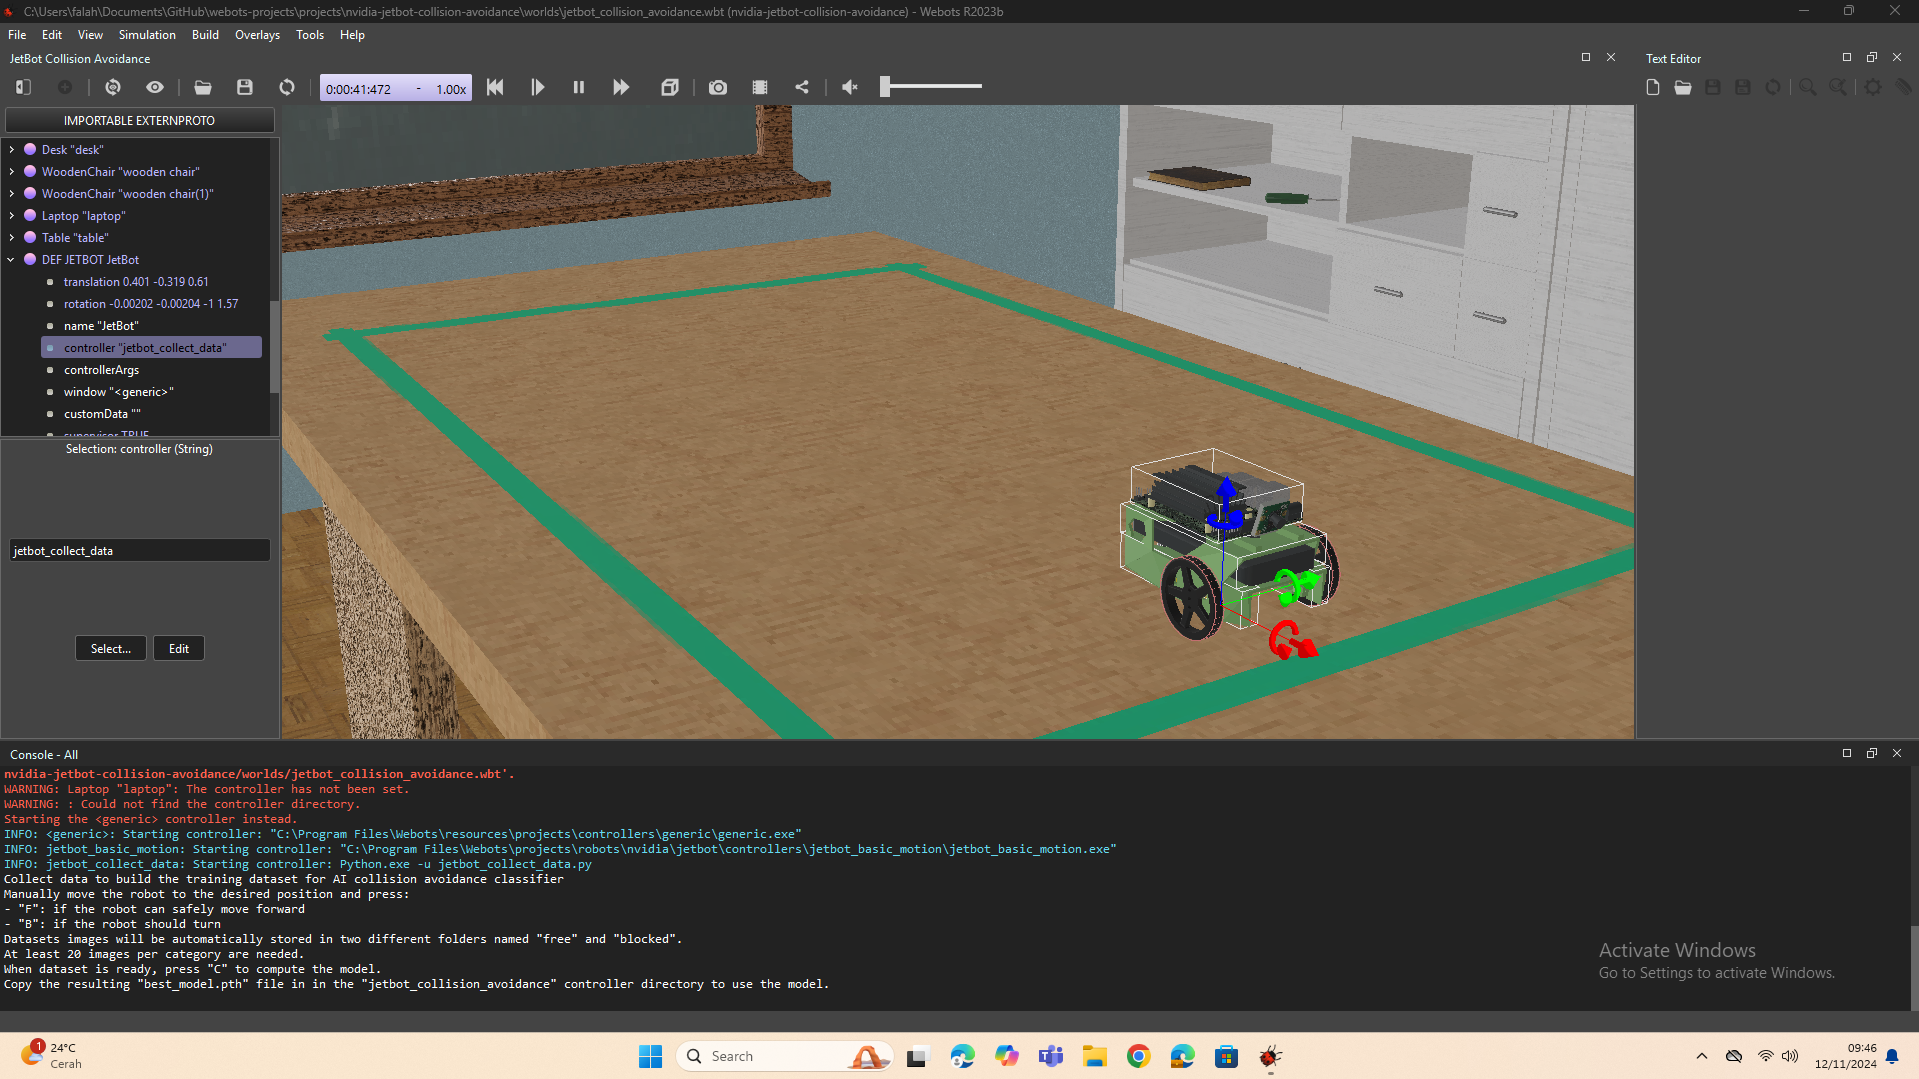 C:\Users\falah\Documents\GitHub\webots-projects\projects\nvidia-jetbot-collision-avoidance\worlds\jetbot_collision_avoidance.wbt (nvidia-jetbot-collision-avoidance) - Webots R2023b
File Edit View Simulation Build Overlays Tools Help
JetBot Collision Avoidance
Text Editor
0:00:41:472 - 1.00x
IMPORTABLE EXTERNPROTO
Desk "desk"
WoodenChair "wooden chair"
WoodenChair "wooden chair(1)"
Laptop "laptop"
Table "table"
DEF JETBOT JetBot
translation 0.401 -0.319 0.61
rotation -0.00202 -0.00204 -1 1.57
name "JetBot"
controller "jetbot_collect_data"
controllerArgs
window "<generic>"
customData ""
supervisor TRUE
Selection: controller (String)
jetbot_collect_data
Select... Edit
Console - All
nvidia-jetbot-collision-avoidance/worlds/jetbot_collision_avoidance.wbt'.
WARNING: Laptop "laptop": The controller has not been set.
WARNING: : Could not find the controller directory.
Starting the <generic> controller instead.
INFO: <generic>: Starting controller: "C:\Program Files\Webots\resources\projects\controllers\generic\generic.exe"
INFO: jetbot_basic_motion: Starting controller: "C:\Program Files\Webots\projects\robots\nvidia\jetbot\controllers\jetbot_basic_motion\jetbot_basic_motion.exe"
INFO: jetbot_collect_data: Starting controller: Python.exe -u jetbot_collect_data.py
Collect data to build the training dataset for AI collision avoidance classifier
Manually move the robot to the desired position and press:
- "F": if the robot can safely move forward
- "B": if the robot should turn
Datasets images will be automatically stored in two different folders named "free" and "blocked".
At least 20 images per category are needed.
When dataset is ready, press "C" to compute the model.
Copy the resulting "best_model.pth" file in in the "jetbot_collision_avoidance" controller directory to use the model.
Activate Windows
Go to Settings to activate Windows.
1
24°C
Cerah
Search
09:46
12/11/2024